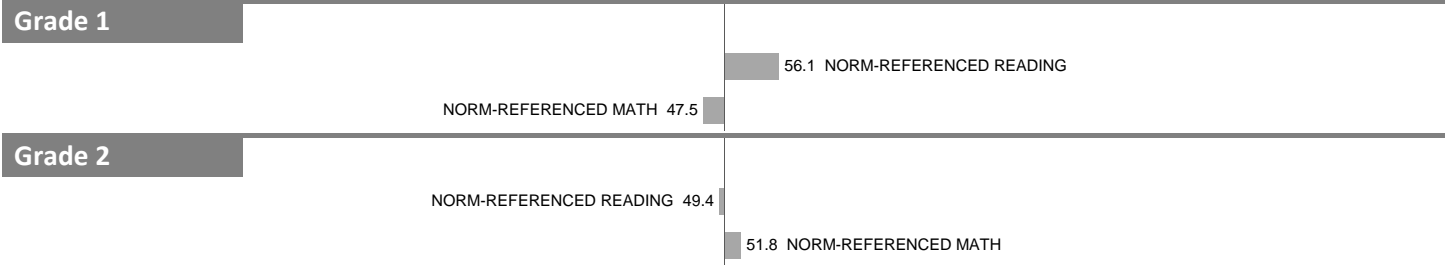 Grade 1
56.1 NORM-REFERENCED READING
NORM-REFERENCED MATH 47.5
Grade 2
NORM-REFERENCED READING 49.4
51.8 NORM-REFERENCED MATH